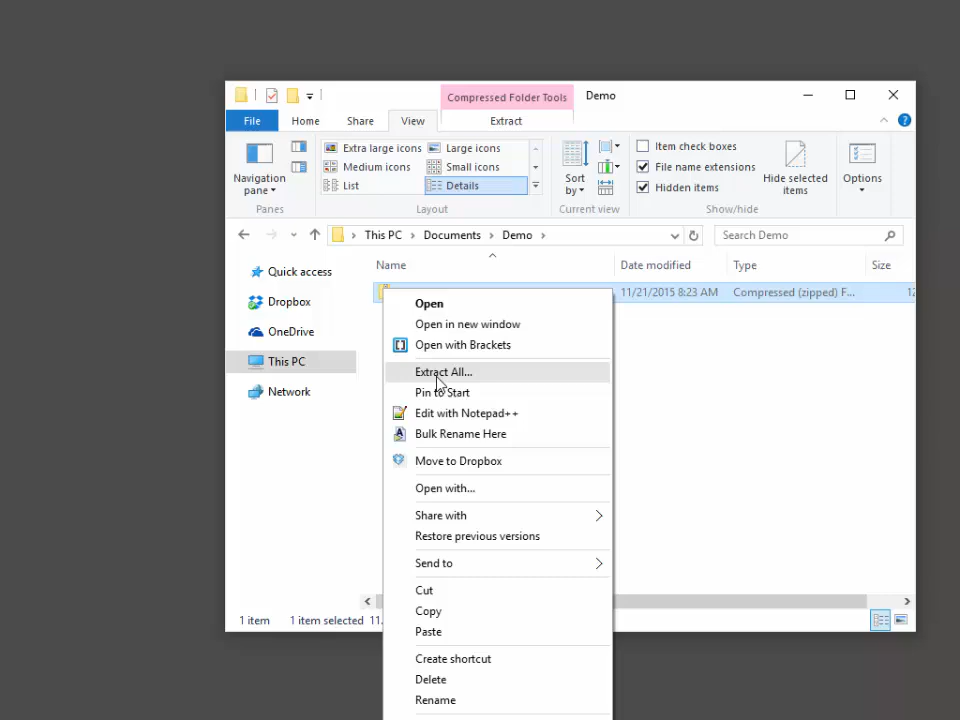 Compressed Folder Tools
Demo
File
Home
Share
View
Extract
Navigation pane
Panes
Extra large icons
Large icons
Medium icons
Small icons
List
Details
Layout
Sort by
Current view
Item check boxes
File name extensions
Hidden items
Hide selected items
Show/hide
Options
This PC > Documents > Demo >
Search Demo
Name
Date modified
Type
Size
Quick access
Dropbox
OneDrive
This PC
Network
11/21/2015 8:23 AM
Compressed (zipped) F...
12
Open
Open in new window
Open with Brackets
Extract All...
Pin to Start
Edit with Notepad++
Bulk Rename Here
Move to Dropbox
Open with...
Share with
Restore previous versions
Send to
Cut
Copy
Paste
Create shortcut
Delete
Rename
1 item
1 item selected
11.